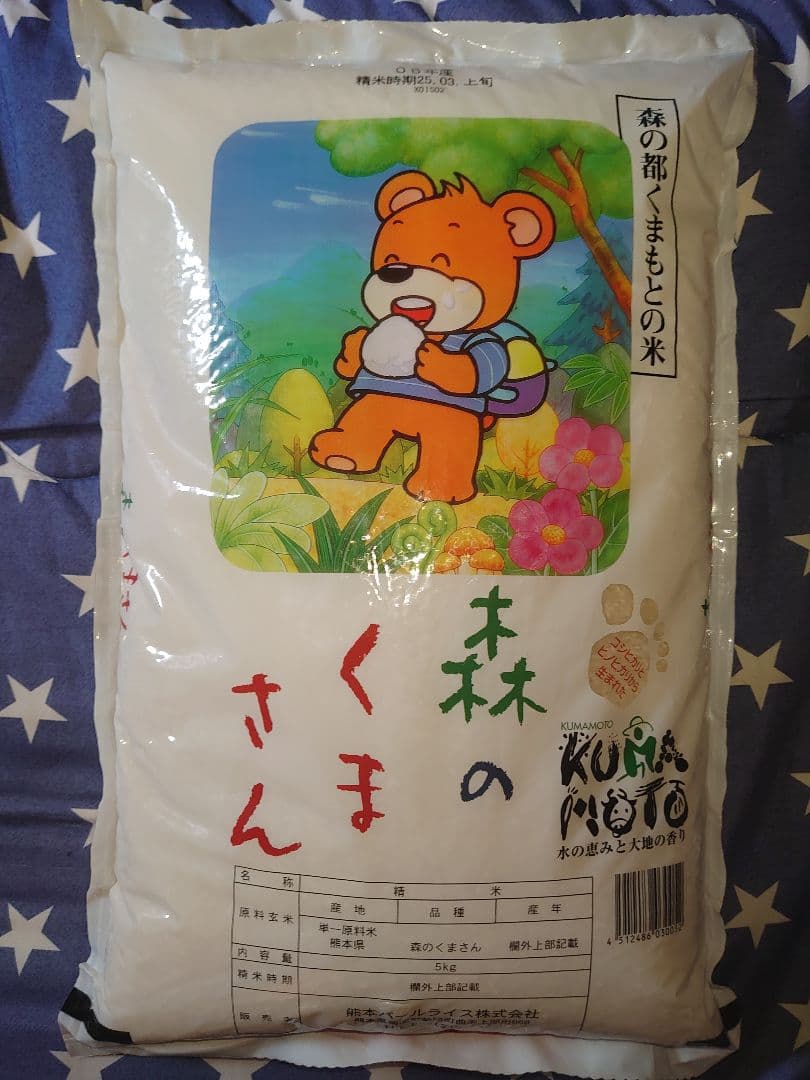 06年産
精米時期25.03.上旬
X01502
森の都くまもとの米
森の
くま
さん
コシヒカリと
ヒノヒカリから
生まれた
KUMAMOTO
KUMA
MOTO
水の恵みと大地の香り
名称 精米
原料玄米 産地 品種 産年
単一原料米
熊本県 森のくまさん 欄外上部記載
内容量 5kg
精米時期 欄外上部記載
販売者 熊本パールライス株式会社
4 512486 030052